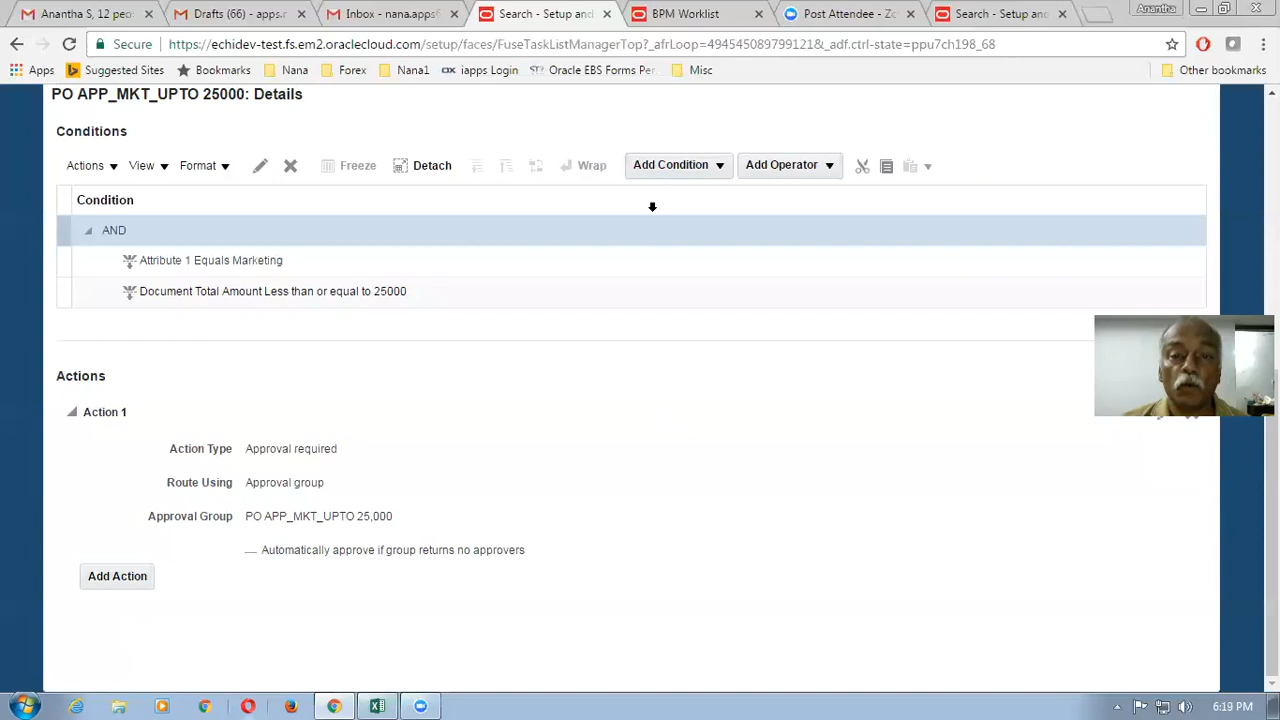 Anantha S, 12 people
Drafts (66) - apps.r
Inbox - nana.apps6
Search - Setup and
BPM Worklist
Post Attendee - Zo
Search - Setup and
Anantha
Secure
https://echidev-test.fs.em2.oraclecloud.com/setup/faces/FuseTaskListManagerTop?_afrLoop=4945450897991218&_adf.ctrl-state=ppu7ch198_68
Apps
Suggested Sites
Bookmarks
Nana
Forex
Nana1
iapps Login
Oracle EBS Forms Per
Misc
Other bookmarks
PO APP_MKT_UPTO 25000: Details
Conditions
Actions
View
Format
Freeze
Detach
Wrap
Add Condition
Add Operator
Condition
AND
Attribute 1 Equals Marketing
Document Total Amount Less than or equal to 25000
Actions
Action 1
Action Type Approval required
Route Using Approval group
Approval Group PO APP_MKT_UPTO 25,000
Automatically approve if group returns no approvers
Add Action
6:19 PM